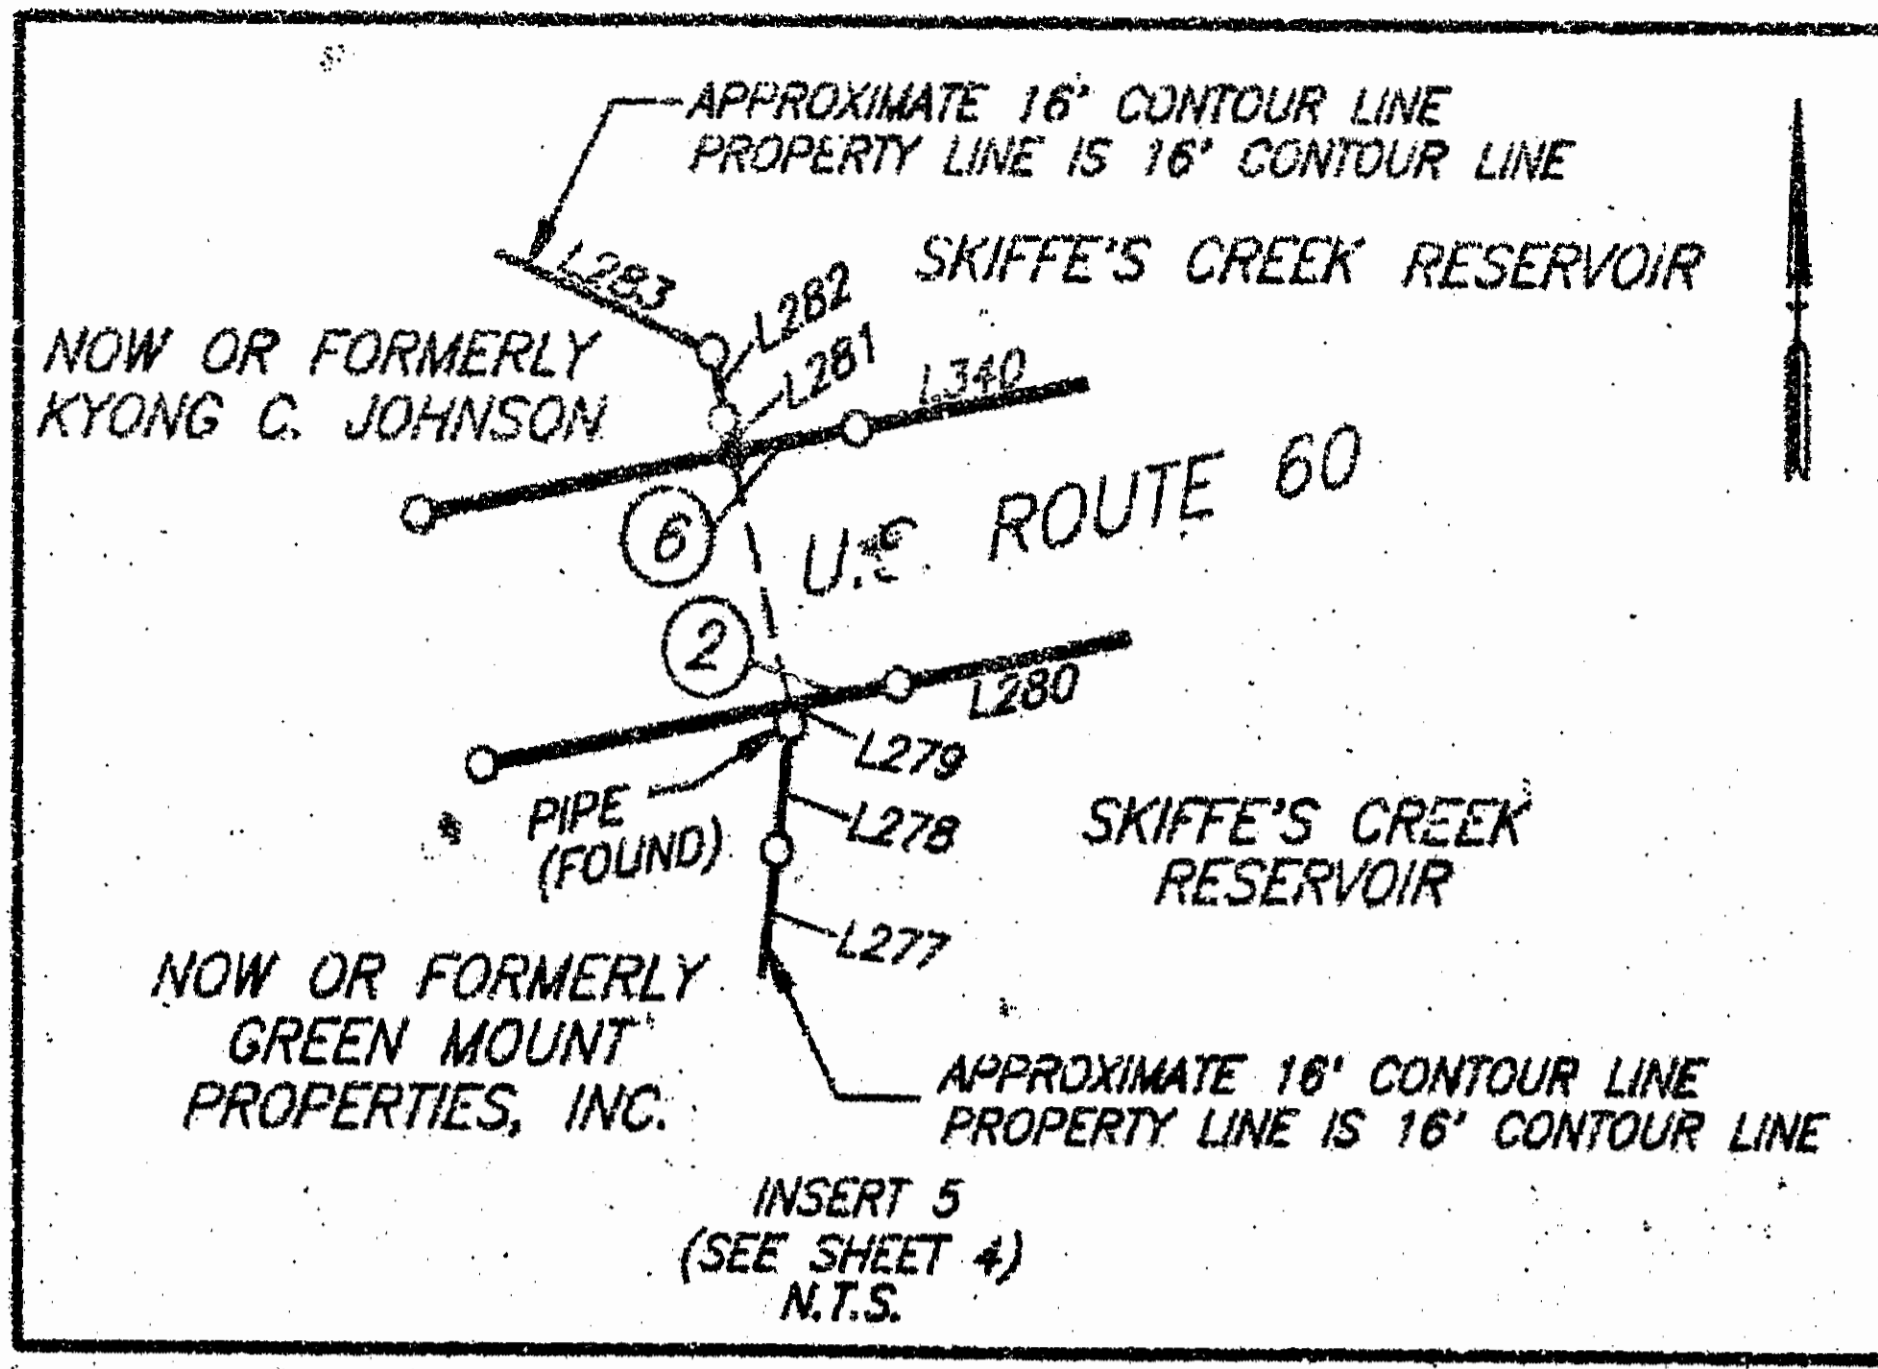 APPROXIMATE 16' CONTOUR LINE
PROPERTY LINE IS 16' CONTOUR LINE
SKIFFE'S CREEK RESERVOIR
L283
L282
L281
L340
NOW OR FORMERLY
KYONG C. JOHNSON
6
U.S. ROUTE 60
2
L280
L279
PIPE
(FOUND)
L278
SKIFFE'S CREEK
RESERVOIR
L277
NOW OR FORMERLY
GREEN MOUNT
PROPERTIES, INC.
APPROXIMATE 16' CONTOUR LINE
PROPERTY LINE IS 16' CONTOUR LINE
INSERT 5
(SEE SHEET 4)
N.T.S.